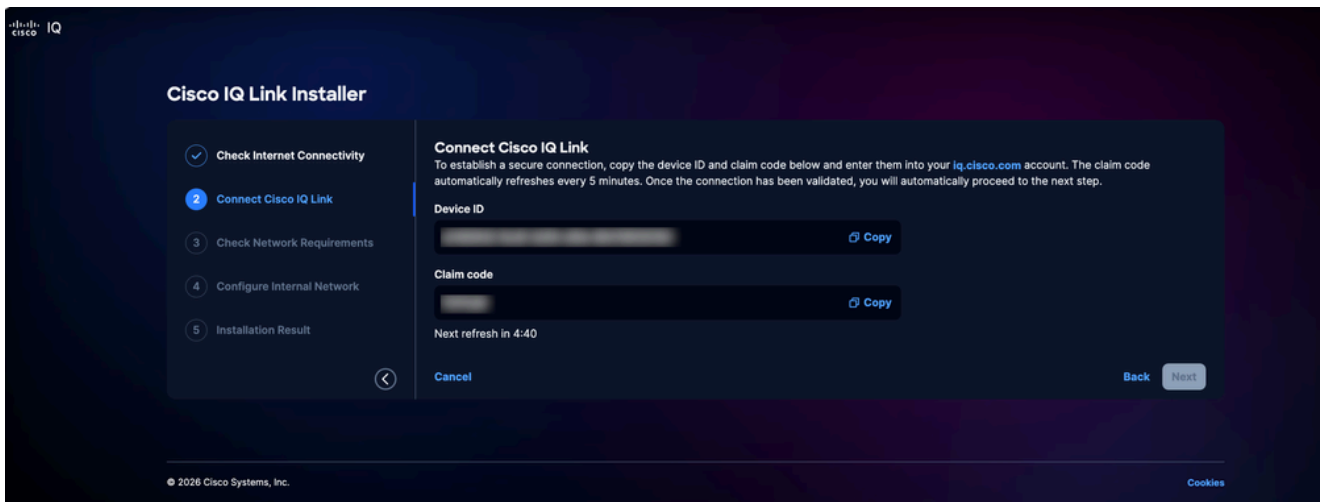 cisco IQ
Cisco IQ Link Installer
Check Internet Connectivity
2 Connect Cisco IQ Link
3 Check Network Requirements
4 Configure Internal Network
5 Installation Result
Connect Cisco IQ Link
To establish a secure connection, copy the device ID and claim code below and enter them into your iq.cisco.com account. The claim code
automatically refreshes every 5 minutes. Once the connection has been validated, you will automatically proceed to the next step.
Device ID
Copy
Claim code
Copy
Next refresh in 4:40
Cancel
Back Next
© 2026 Cisco Systems, Inc.
Cookies